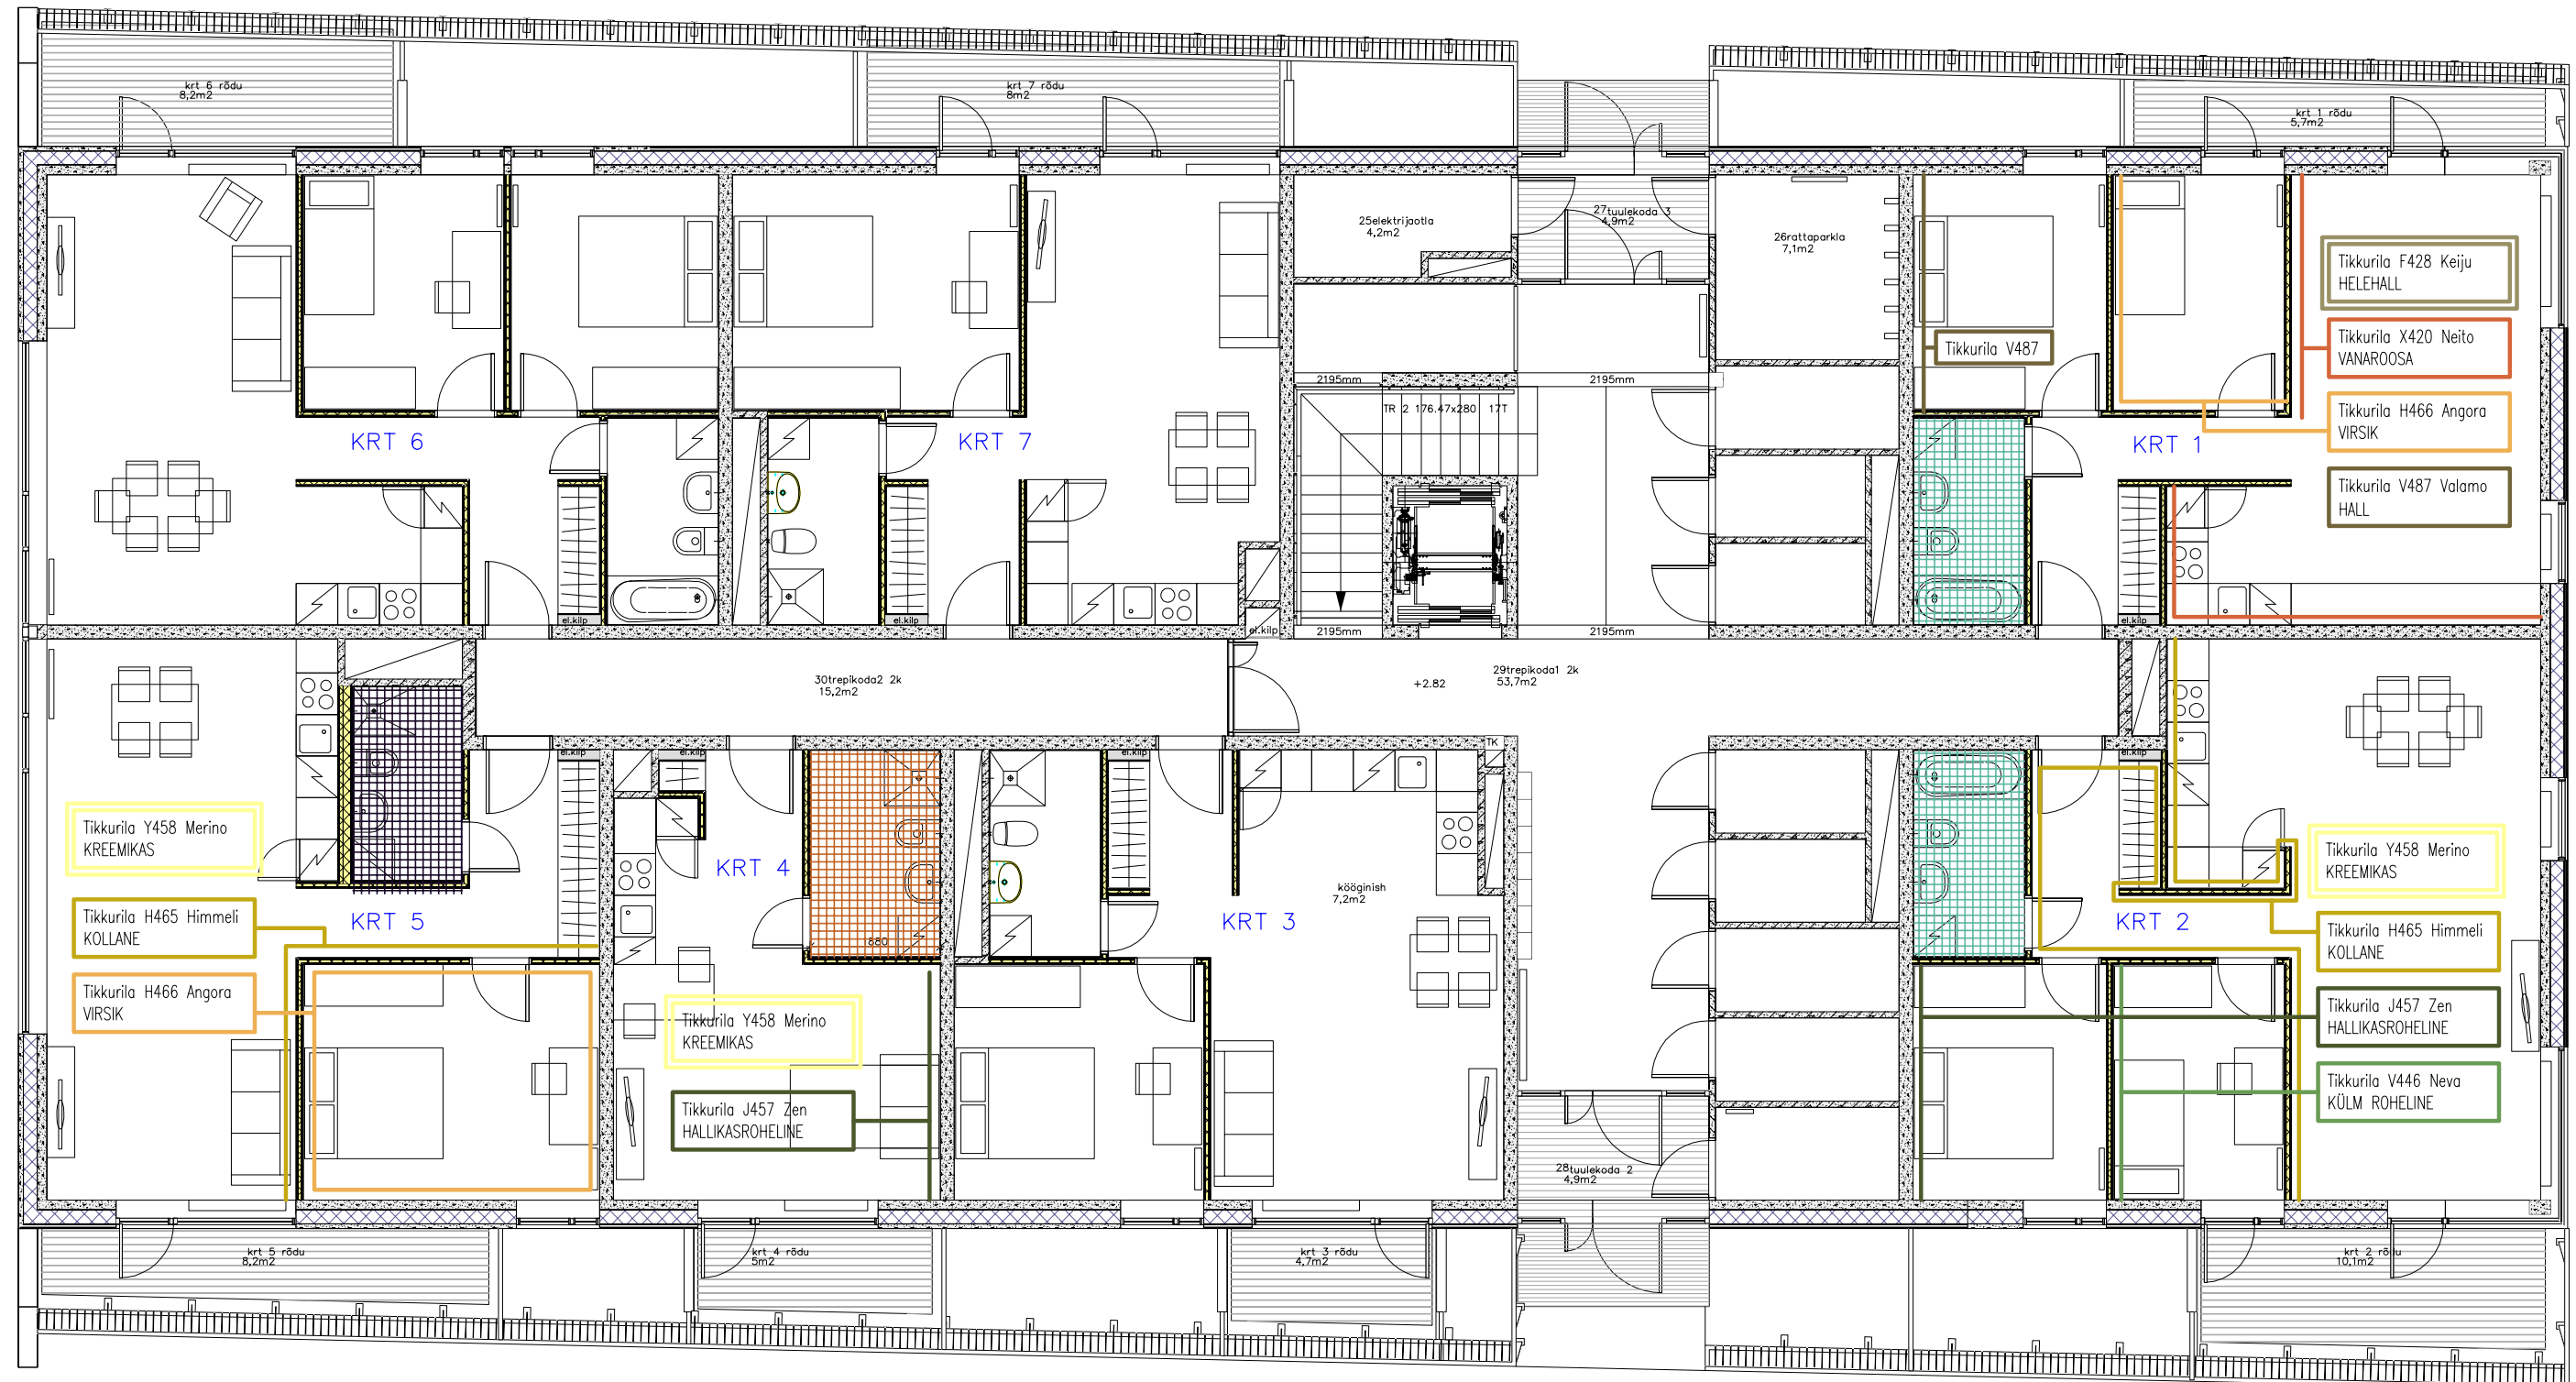 krt 6 rõdu
8,2m2
krt 7 rõdu
8m2
krt 1 rõdu
5,7m2
25elektrijaotla
4,2m2
27tuulekoda 3
4,9m2
26rattaparkla
7,1m2
Tikkurila F428 Keiju
HELEHALL
Tikkurila X420 Neito
VANAROOSA
Tikkurila V487
Tikkurila H466 Angora
VIRSIK
Tikkurila V487 Valamo
HALL
2195mm
2195mm
TR 2 176.47x280 17T
KRT 6
KRT 7
KRT 1
el.kilp
el.kilp
el.kilp
el.kilp
2195mm
2195mm
30trepikoda2 2k
15,2m2
+2.82
29trepikoda1 2k
53,7m2
TK
el.kilp
el.kilp
el.kilp
el.kilp
Tikkurila Y458 Merino
KREEMIKAS
Tikkurila H465 Himmeli
KOLLANE
Tikkurila H466 Angora
VIRSIK
KRT 5
KRT 4
880
Tikkurila Y458 Merino
KREEMIKAS
Tikkurila J457 Zen
HALLIKASROHELINE
KRT 3
kööginish
7,2m2
KRT 2
Tikkurila Y458 Merino
KREEMIKAS
Tikkurila H465 Himmeli
KOLLANE
Tikkurila J457 Zen
HALLIKASROHELINE
Tikkurila V446 Neva
KÜLM ROHELINE
28tuulekoda 2
4,9m2
krt 5 rõdu
8,2m2
krt 4 rõdu
5m2
krt 3 rõdu
4,7m2
krt 2 rõdu
10,1m2